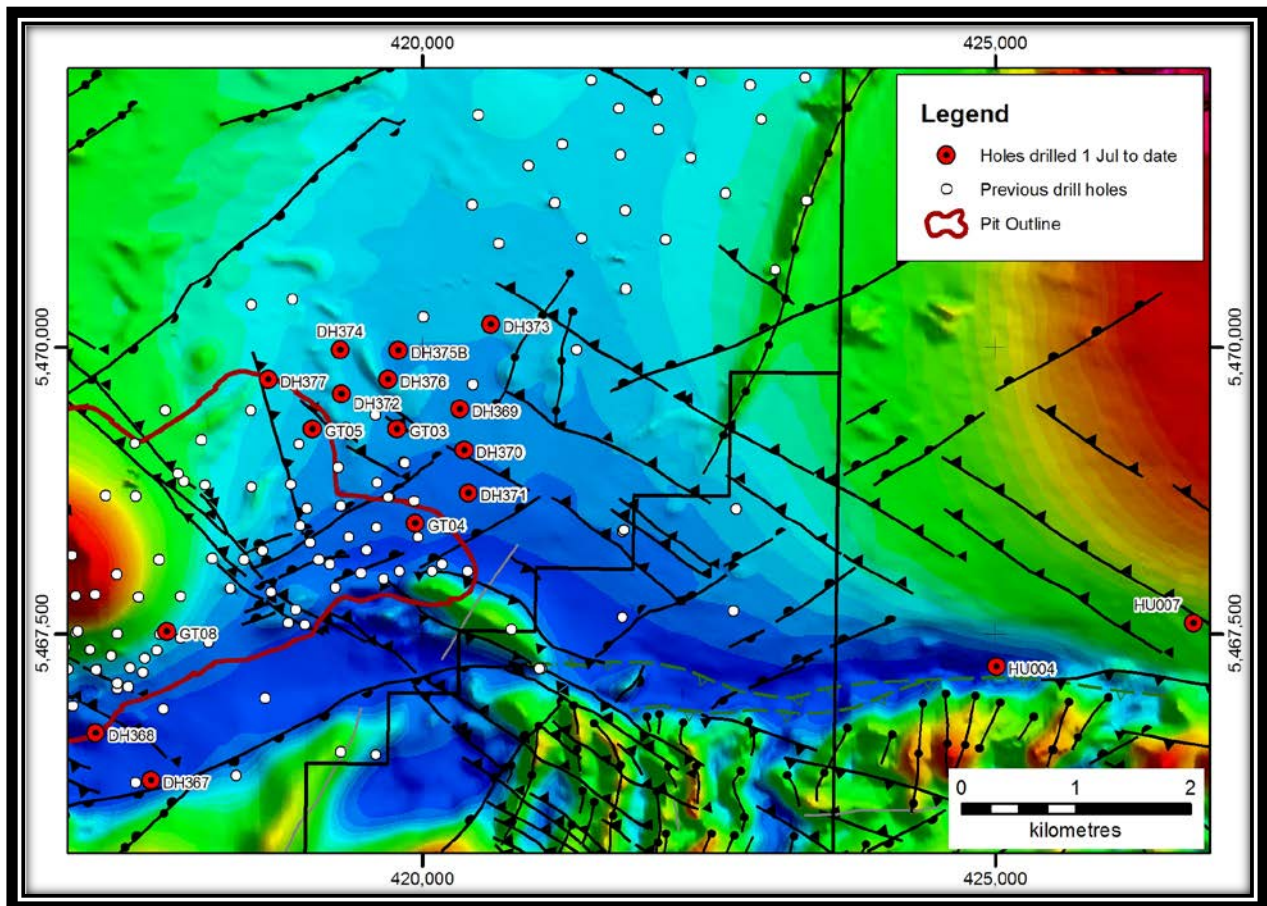 420,000
425,000
Legend
Holes drilled 1 Jul to date
Previous drill holes
Pit Outline
DH374
DH373
5,470,000
5,470,000
DH375B
DH377
DH376
DH372
DH369
GT05
GT03
DH370
DH371
GT04
HU007
5,467,500
5,467,500
GT08
HU004
DH368
DH367
0
1
2
kilometres
420,000
425,000